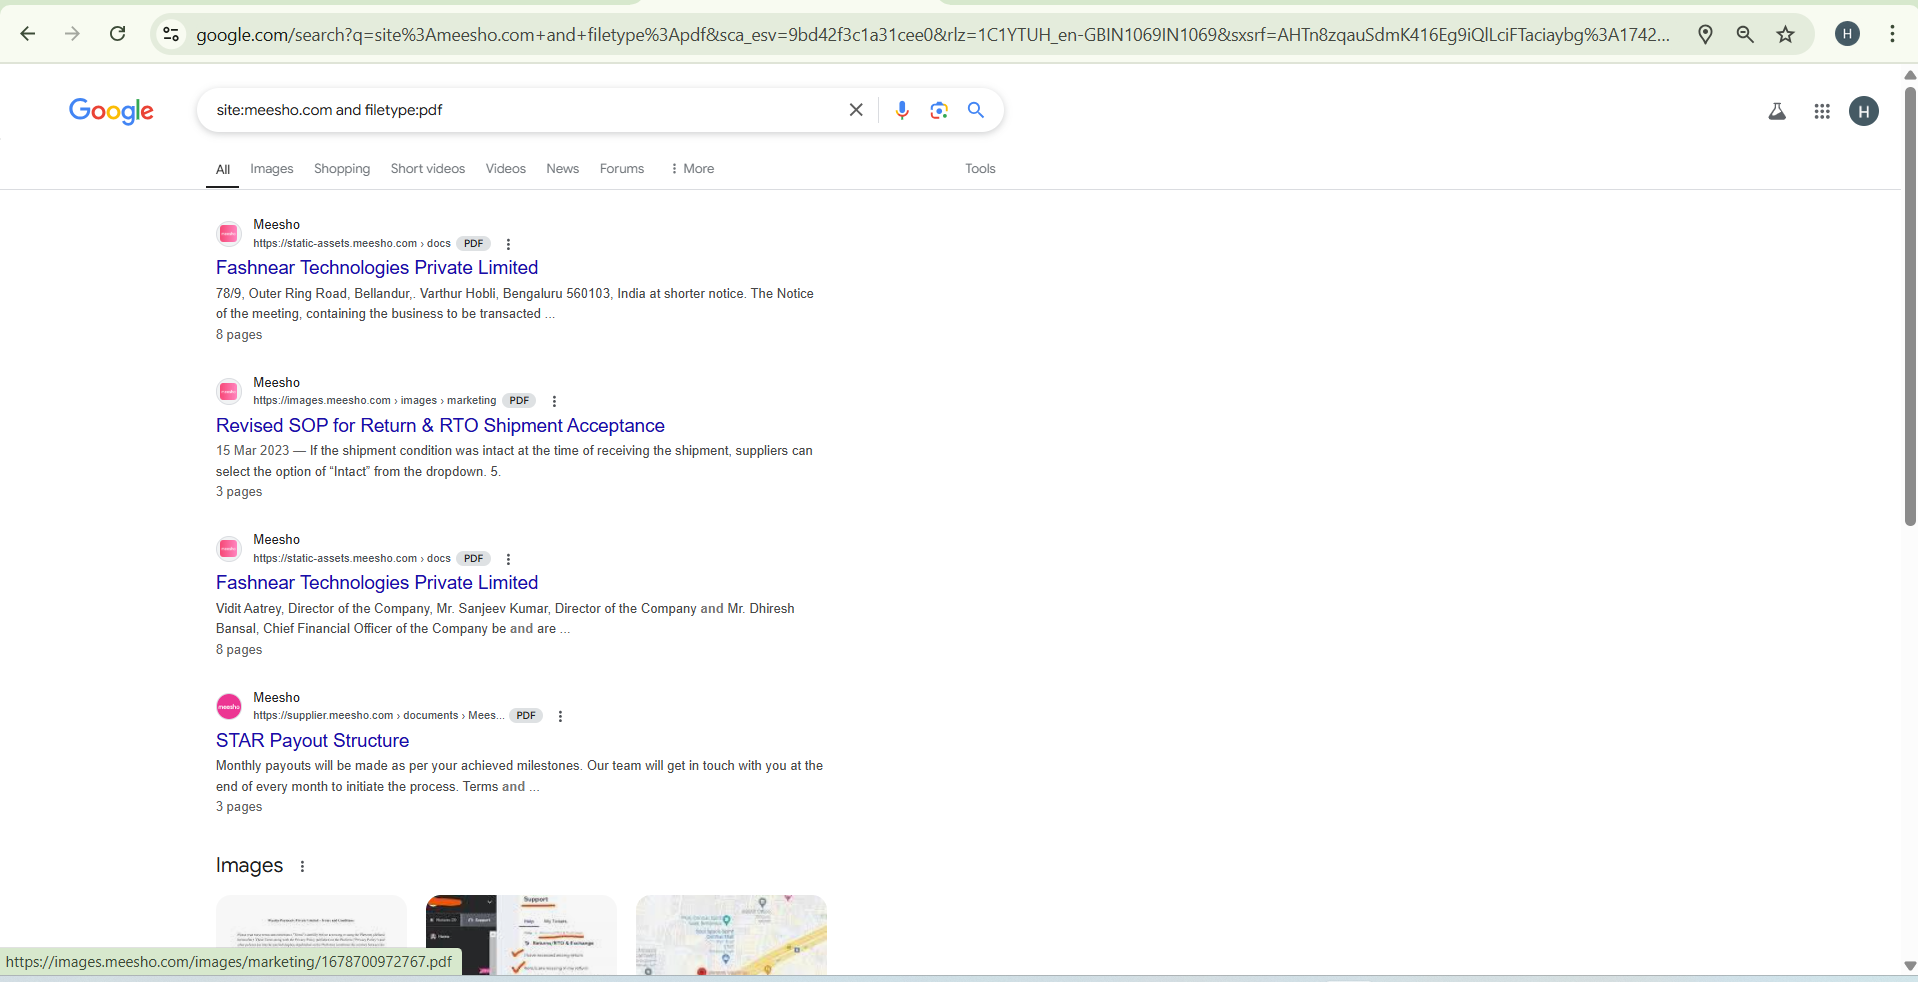 google.com/search?q=site%3Ameesho.com+and+filetype%3Apdf&sca_esv=9bd42f3c1a31cee0&rlz=1C1YTUH_en-GBIN1069IN1069&sxsrf=AHTn8zqauSdmK416Eg9iQlLciFTaciaybg%3A1742...
H
Google
site:meesho.com and filetype:pdf
H
All Images Shopping Short videos Videos News Forums More Tools
Meesho
https://static-assets.meesho.com › docs PDF
Fashnear Technologies Private Limited
78/9, Outer Ring Road, Bellandur,. Varthur Hobli, Bengaluru 560103, India at shorter notice. The Notice
of the meeting, containing the business to be transacted ...
8 pages
Meesho
https://images.meesho.com › images › marketing PDF
Revised SOP for Return & RTO Shipment Acceptance
15 Mar 2023 — If the shipment condition was intact at the time of receiving the shipment, suppliers can
select the option of “Intact” from the dropdown. 5.
3 pages
Meesho
https://static-assets.meesho.com › docs PDF
Fashnear Technologies Private Limited
Vidit Aatrey, Director of the Company, Mr. Sanjeev Kumar, Director of the Company and Mr. Dhiresh
Bansal, Chief Financial Officer of the Company be and are ...
8 pages
meesho
Meesho
https://supplier.meesho.com › documents › Mees... PDF
STAR Payout Structure
Monthly payouts will be made as per your achieved milestones. Our team will get in touch with you at the
end of every month to initiate the process. Terms and ...
3 pages
Images
Support
Help My Tickets
Returns/RTO & Exchange
https://images.meesho.com/images/marketing/1678700972767.pdf